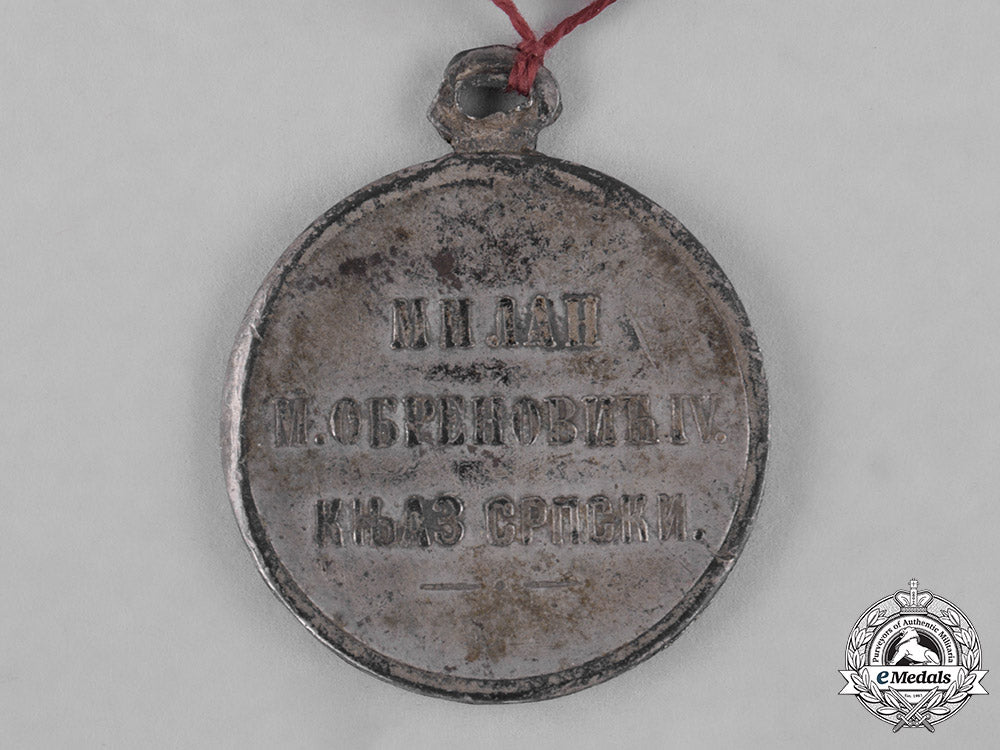 МИЛАН
М. ОБРЕНОВИЋ IV.
КЊАЗ СРПСКИ.
Purveyors of Authentic Militaria
eMedals